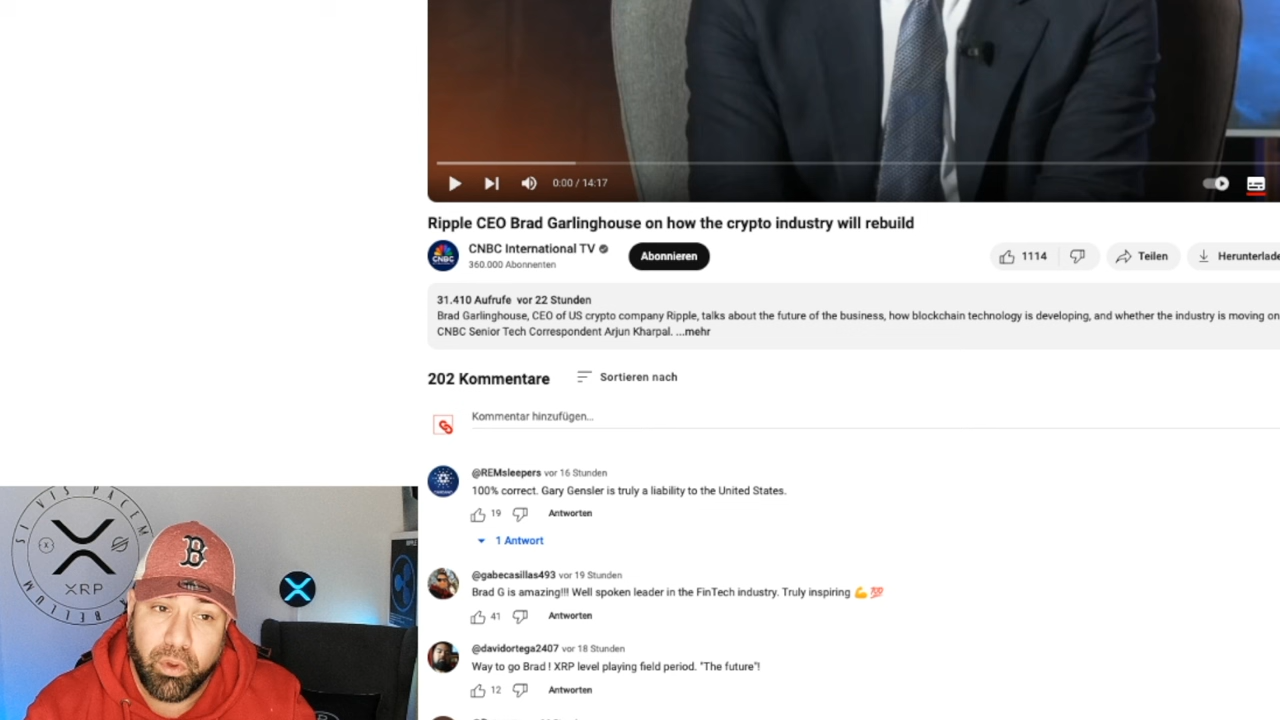 0:00 / 14:17
Ripple CEO Brad Garlinghouse on how the crypto industry will rebuild
CNBC
CNBC International TV
360.000 Abonnenten
Abonnieren
1114
Teilen
Herunterlade
31.410 Aufrufe vor 22 Stunden
Brad Garlinghouse, CEO of US crypto company Ripple, talks about the future of the business, how blockchain technology is developing, and whether the industry is moving on
CNBC Senior Tech Correspondent Arjun Kharpal. ...mehr
202 Kommentare
Sortieren nach
Kommentar hinzufügen...
@REMsleepers vor 16 Stunden
100% correct. Gary Gensler is truly a liability to the United States.
19
Antworten
1 Antwort
@gabecasillas493 vor 19 Stunden
Brad G is amazing!!! Well spoken leader in the FinTech industry. Truly inspiring 💪 💯
41
Antworten
@davidortega2407 vor 18 Stunden
Way to go Brad ! XRP level playing field period. "The future"!
12
Antworten
SI VIS PACEM
XRP
BELLUM
B